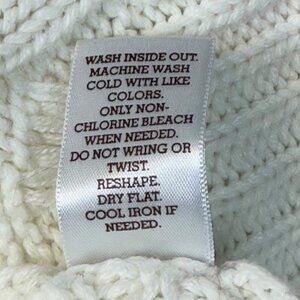 WASH INSIDE OUT.
MACHINE WASH
COLD WITH LIKE
COLORS.
ONLY NON-
CHLORINE BLEACH
WHEN NEEDED.
DO NOT WRING OR
TWIST.
RESHAPE.
DRY FLAT.
COOL IRON IF
NEEDED.